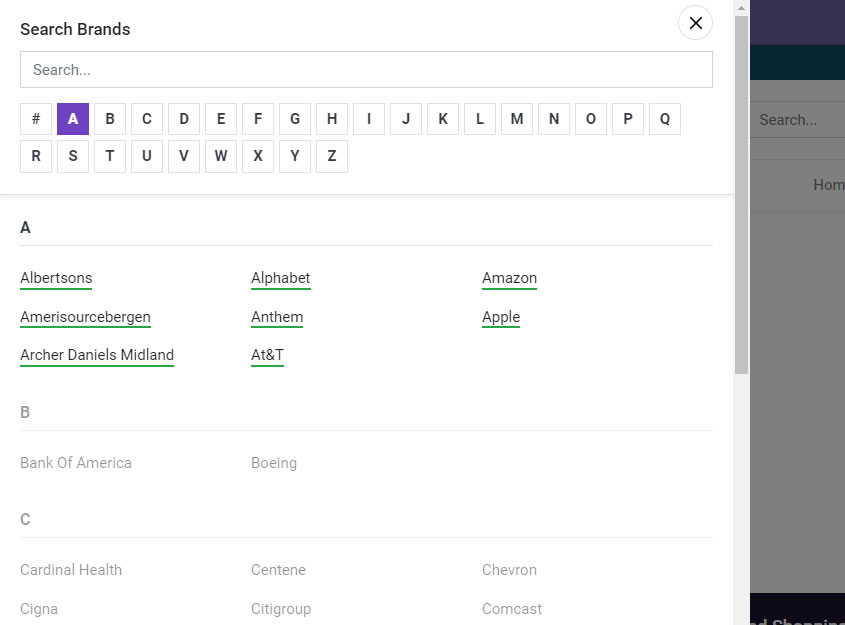 Search Brands
Search...
# A B C D E F G H I J K L M N O P Q
R S T U V W X Y Z
Search...
Hom
A
Albertsons Alphabet Amazon
Amerisourcebergen Anthem Apple
Archer Daniels Midland At&T
B
Bank Of America Boeing
C
Cardinal Health Centene Chevron
Cigna Citigroup Comcast